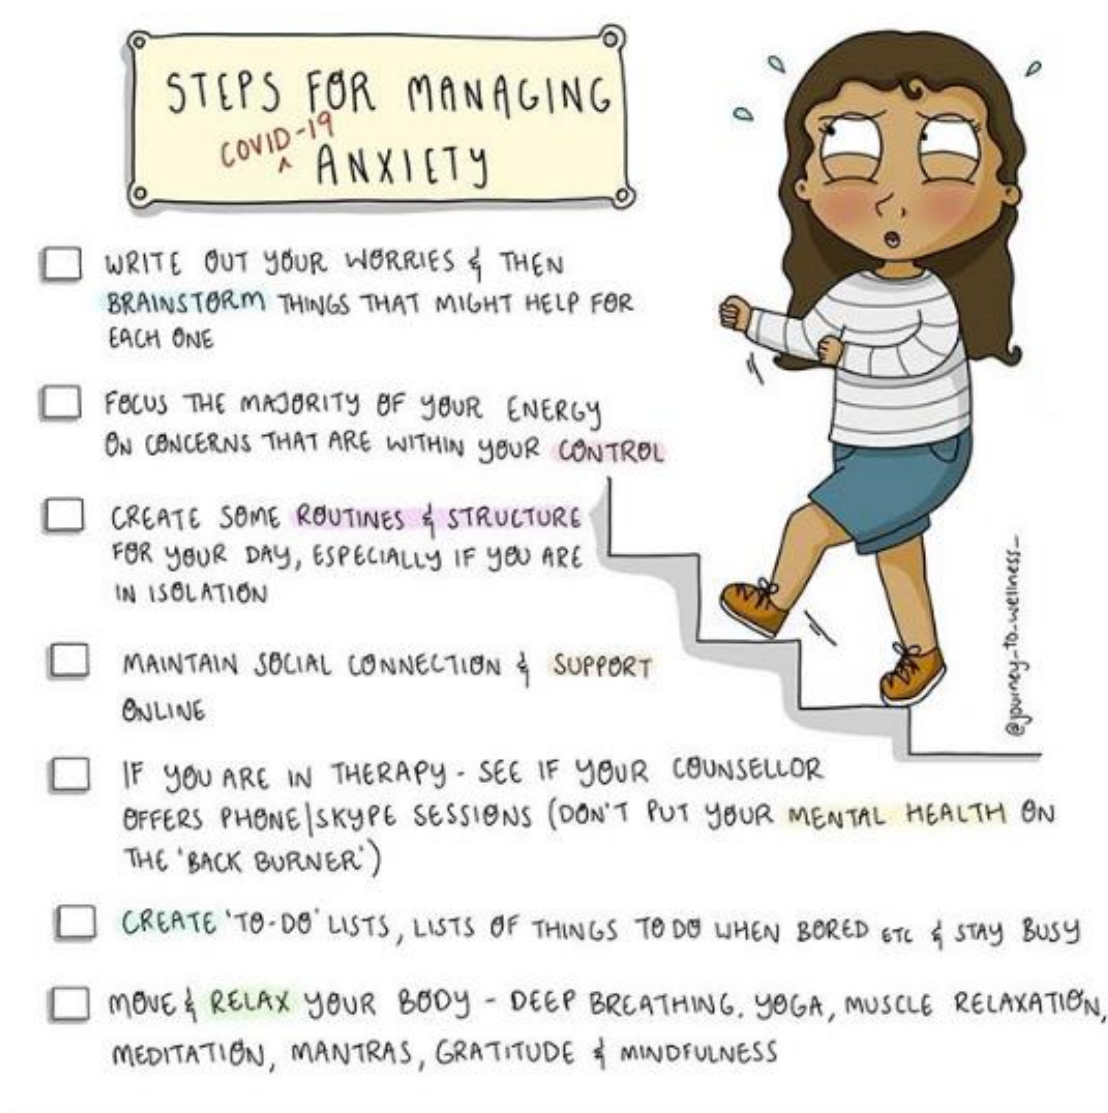 STEPS FOR MANAGING
COVID-19
^ ANXIETY
WRITE OUT YOUR WORRIES & THEN
BRAINSTORM THINGS THAT MIGHT HELP FOR
EACH ONE
FOCUS THE MAJORITY OF YOUR ENERGY
ON CONCERNS THAT ARE WITHIN YOUR CONTROL
CREATE SOME ROUTINES & STRUCTURE
FOR YOUR DAY, ESPECIALLY IF YOU ARE
IN ISOLATION
MAINTAIN SOCIAL CONNECTION & SUPPORT
ONLINE
IF YOU ARE IN THERAPY - SEE IF YOUR COUNSELLOR
OFFERS PHONE/SKYPE SESSIONS (DON'T PUT YOUR MENTAL HEALTH ON
THE 'BACK BURNER')
CREATE 'TO-DO' LISTS, LISTS OF THINGS TO DO WHEN BORED ETC & STAY BUSY
MOVE & RELAX YOUR BODY - DEEP BREATHING, YOGA, MUSCLE RELAXATION,
MEDITATION, MANTRAS, GRATITUDE & MINDFULNESS
@journey_to_wellness_